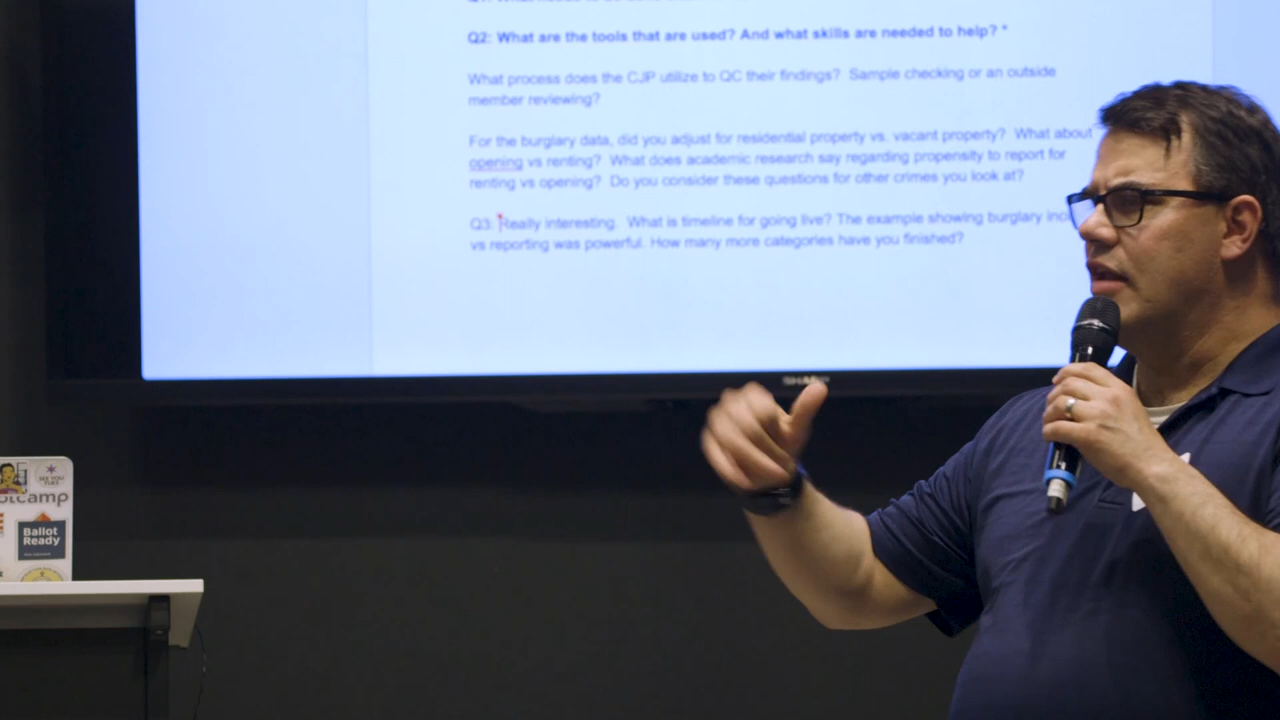 Q2: What are the tools that are used? And what skills are needed to help? *
What process does the CJP utilize to QC their findings? Sample checking or an outside
member reviewing?
For the burglary data, did you adjust for residential property vs. vacant property? What about
opening vs renting? What does academic research say regarding propensity to report for
renting vs opening? Do you consider these questions for other crimes you look at?
Q3: Really interesting. What is timeline for going live? The example showing burglary
vs reporting was powerful. How many more categories have you finished?
SHARP
SEE YOU
TUES
otcamp
Ballot
Ready